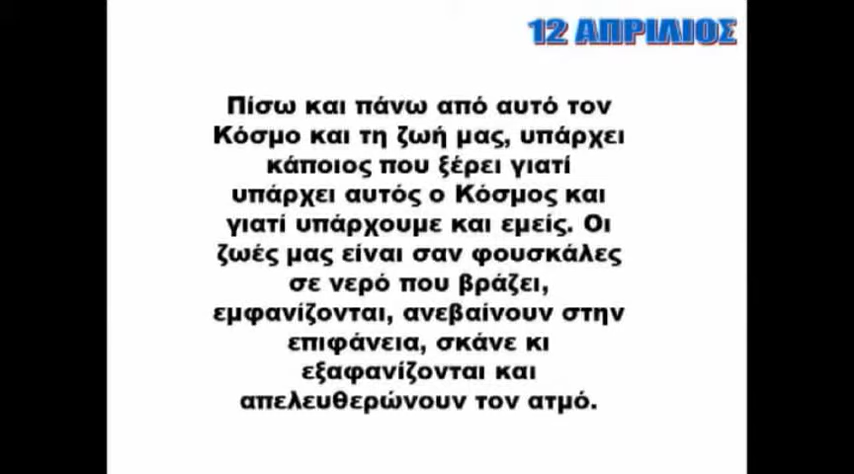 12 ΑΠΡΙΛΙΟΣ
Πίσω και πάνω από αυτό τον
Κόσμο και τη ζωή μας, υπάρχει
κάποιος που ξέρει γιατί
υπάρχει αυτός ο Κόσμος και
γιατί υπάρχουμε και εμείς. Οι
ζωές μας είναι σαν φουσκάλες
σε νερό που βράζει,
εμφανίζονται, ανεβαίνουν στην
επιφάνεια, σκάνε κι
εξαφανίζονται και
απελευθερώνουν τον ατμό.